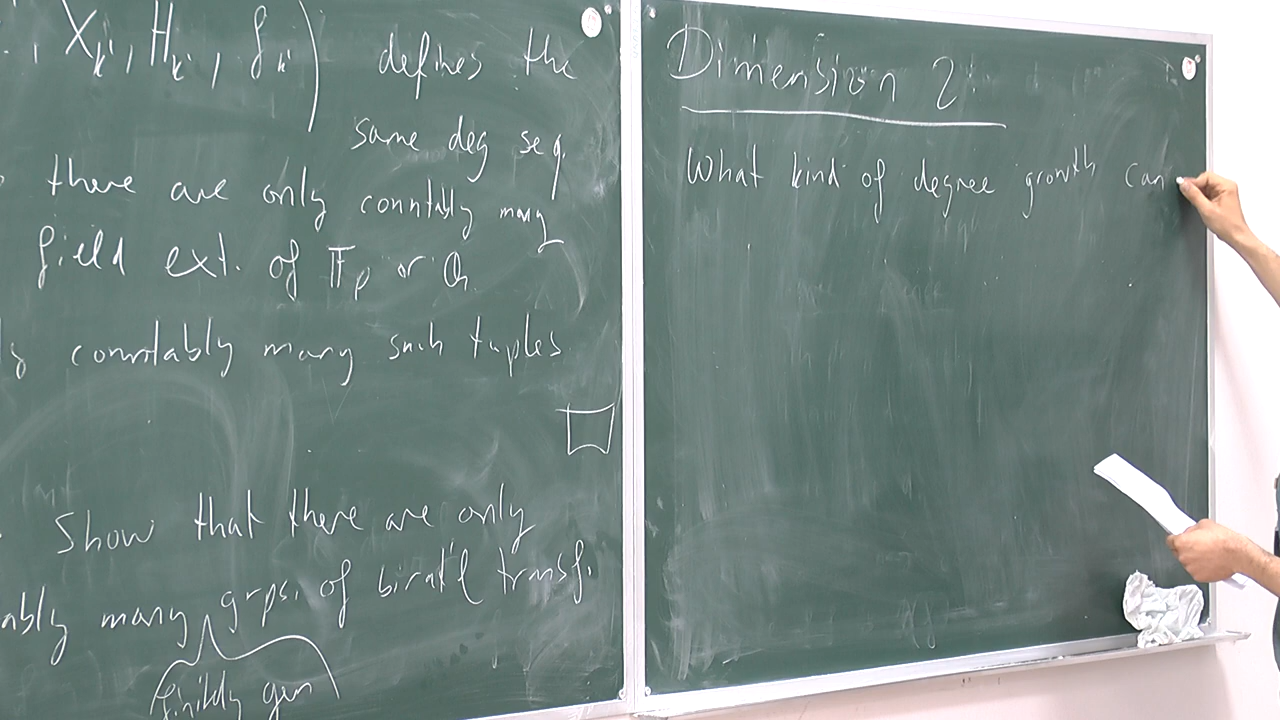 , X_k', H_k', f_k') defines the
same deg seq.
there are only countably many
field ext. of 𝔽_p or ℚ.
countably many such tuples
□
Show that there are only
ably many grps. of birat'l transf.
finitely gen
Dimension 2:
What kind of degree growth can